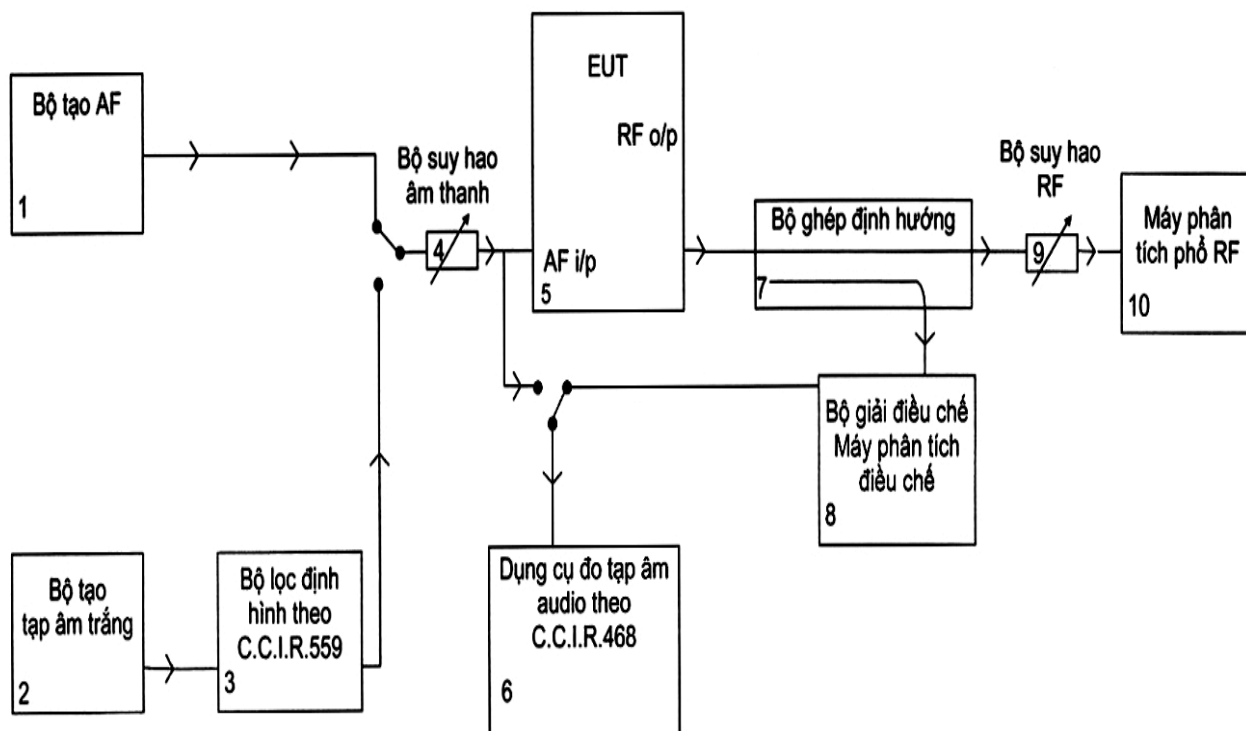 Bộ tạo AF
1
Bộ suy hao
âm thanh
4
EUT
RF o/p
AF i/p
5
Bộ ghép định hướng
7
Bộ suy hao
RF
9
Máy phân
tích phổ RF
10
Bộ giải điều chế
Máy phân tích
điều chế
8
Bộ tạo
tạp âm trắng
2
Bộ lọc định
hình theo
C.C.I.R.559
3
Dụng cụ đo tạp âm
audio theo
C.C.I.R.468
6